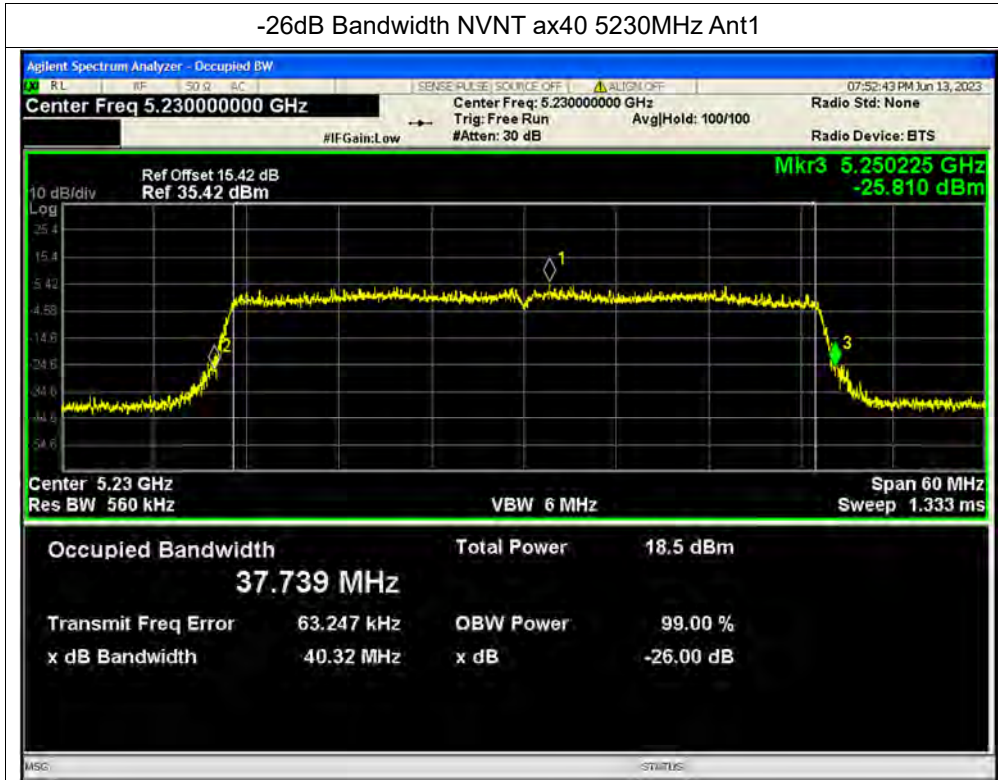 -26dB Bandwidth NVNT ax40 5230MHz Ant1
Agilent Spectrum Analyzer - Occupied BW
RL RF 50 Ω AC SENSE:PULSE SOURCE OFF ALIGN OFF 07:52:43 PM Jun 13, 2023
Center Freq 5.230000000 GHz Center Freq: 5.230000000 GHz Radio Std: None
Trig: Free Run Avg|Hold: 100/100
#IFGain:Low #Atten: 30 dB Radio Device: BTS
Ref Offset 15.42 dB Mkr3 5.250225 GHz
10 dB/div Ref 35.42 dBm -25.810 dBm
Log
25.4
15.4
5.42
-4.58
-14.6
-24.6
-34.6
-44.6
-54.6
1
2
3
Center 5.23 GHz Span 60 MHz
Res BW 560 kHz VBW 6 MHz Sweep 1.333 ms
Occupied Bandwidth Total Power 18.5 dBm
37.739 MHz
Transmit Freq Error 63.247 kHz OBW Power 99.00 %
x dB Bandwidth 40.32 MHz x dB -26.00 dB
MSG STATUS